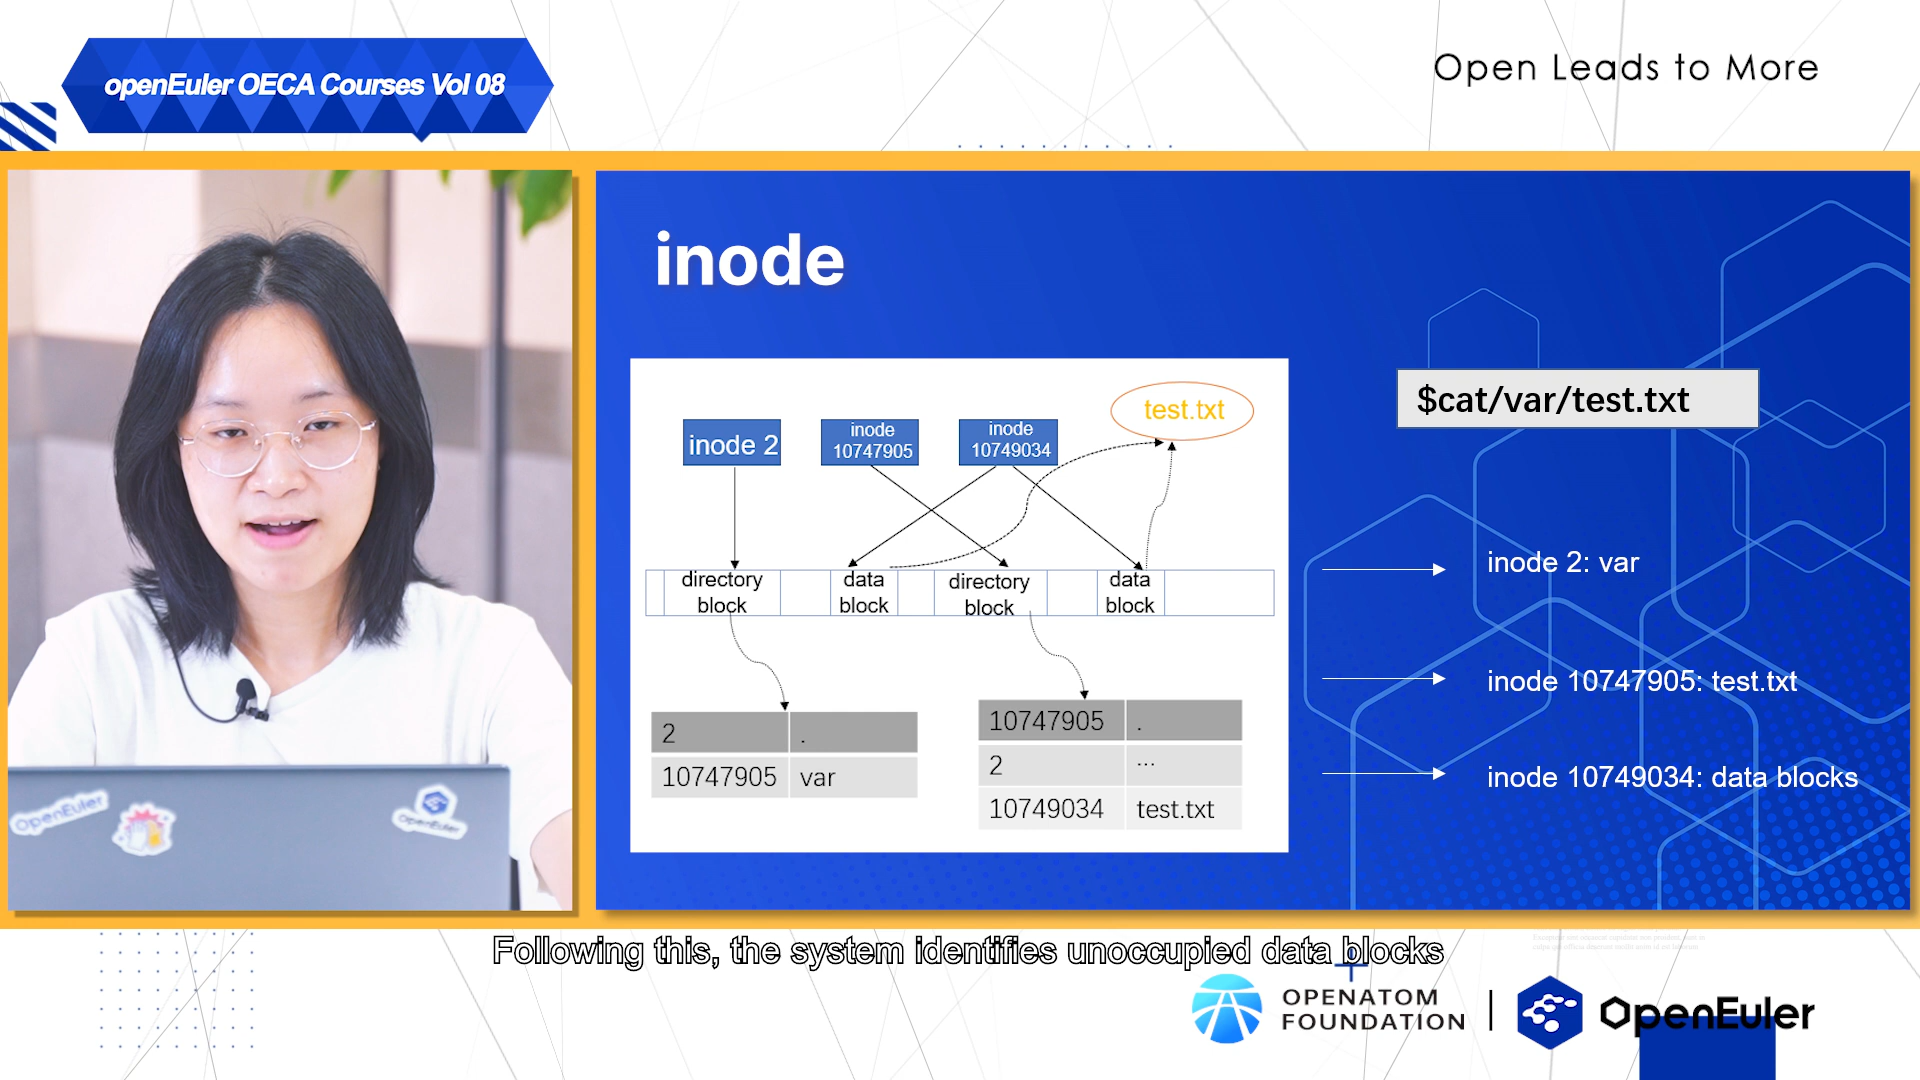 openEuler OECA Courses Vol 08
Open Leads to More
inode
$cat/var/test.txt
test.txt
inode 2
inode
10747905
inode
10749034
directory
block
data
block
directory
block
data
block
2 .
10747905 var
10747905 .
2 ...
10749034 test.txt
inode 2: var
inode 10747905: test.txt
inode 10749034: data blocks
OpenEuler
OpenEuler
Following this, the system identifies unoccupied data blocks
OPENATOM
FOUNDATION
OpenEuler